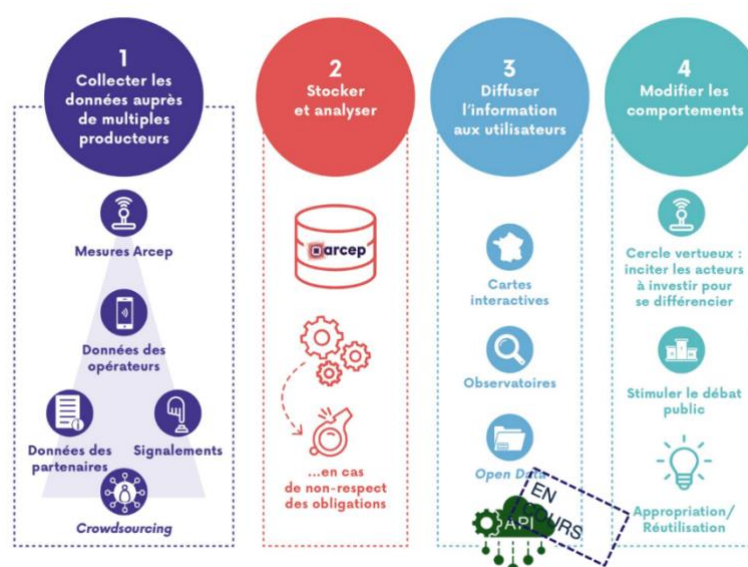 1
Collecter les
données auprès
de multiples
producteurs
Mesures Arcep
Données des
opérateurs
Données des
partenaires
Signalements
Crowdsourcing
2
Stocker
et analyser
arcep
...en cas
de non-respect
des obligations
3
Diffuser
l'information
aux utilisateurs
Cartes
interactives
Observatoires
Open Data
API
EN
COURS
4
Modifier les
comportements
Cercle vertueux :
inciter les acteurs
à investir pour
se différencier
Stimuler le débat
public
Appropriation/
Réutilisation